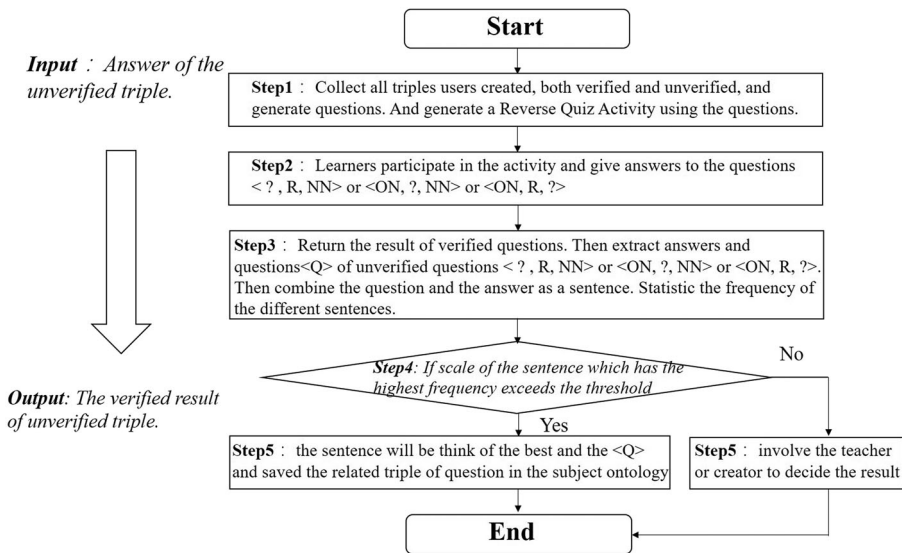 Start
Input : Answer of the
unverified triple.
Step1 : Collect all triples users created, both verified and unverified, and
generate questions. And generate a Reverse Quiz Activity using the questions.
Step2 : Learners participate in the activity and give answers to the questions
< ? , R, NN> or <ON, ?, NN> or <ON, R, ?>
Step3 : Return the result of verified questions. Then extract answers and
questions<Q> of unverified questions < ? , R, NN> or <ON, ?, NN> or <ON, R, ?>.
Then combine the question and the answer as a sentence. Statistic the frequency of
the different sentences.
Step4: If scale of the sentence which has the
highest frequency exceeds the threshold
No
Output: The verified result
of unverified triple.
Yes
Step5 : the sentence will be think of the best and the <Q>
and saved the related triple of question in the subject ontology
Step5 : involve the teacher
or creator to decide the result
End